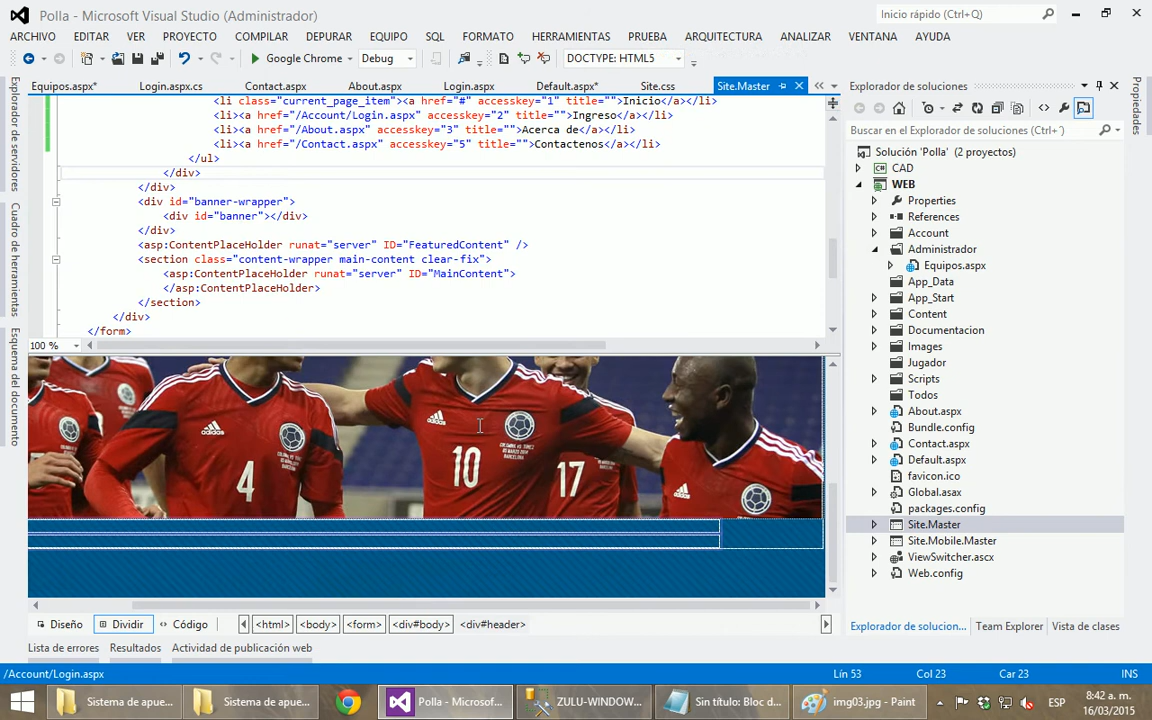 Polla - Microsoft Visual Studio (Administrador)
Inicio rápido (Ctrl+Q)
ARCHIVO EDITAR VER PROYECTO COMPILAR DEPURAR EQUIPO SQL FORMATO HERRAMIENTAS PRUEBA ARQUITECTURA ANALIZAR VENTANA AYUDA
Google Chrome Debug DOCTYPE: HTML5
Equipos.aspx* Login.aspx.cs Contact.aspx About.aspx Login.aspx Default.aspx* Site.css Site.Master
Explorador de servidores
Cuadro de herramientas
Esquema del documento
<li class="current_page_item"><a href="#" accesskey="1" title="">Inicio</a></li>
<li><a href="/Account/Login.aspx" accesskey="2" title="">Ingreso</a></li>
<li><a href="/About.aspx" accesskey="3" title="">Acerca de</a></li>
<li><a href="/Contact.aspx" accesskey="5" title="">Contactenos</a></li>
</ul>
</div>
</div>
<div id="banner-wrapper">
<div id="banner"></div>
</div>
<asp:ContentPlaceHolder runat="server" ID="FeaturedContent" />
<section class="content-wrapper main-content clear-fix">
<asp:ContentPlaceHolder runat="server" ID="MainContent">
</asp:ContentPlaceHolder>
</section>
</div>
</form>
100 %
4
10
17
Diseño Dividir Código <html> <body> <form> <div#body> <div#header>
Lista de errores Resultados Actividad de publicación web
Explorador de soluciones
Buscar en el Explorador de soluciones (Ctrl+´)
Solución 'Polla' (2 proyectos)
CAD
WEB
Properties
References
Account
Administrador
Equipos.aspx
App_Data
App_Start
Content
Documentacion
Images
Jugador
Scripts
Todos
About.aspx
Bundle.config
Contact.aspx
Default.aspx
favicon.ico
Global.asax
packages.config
Site.Master
Site.Mobile.Master
ViewSwitcher.ascx
Web.config
Explorador de solucion... Team Explorer Vista de clases
Propiedades
/Account/Login.aspx Lín 53 Col 23 Car 23 INS
Sistema de apue... Sistema de apue... Polla - Microsoft... ZULU-WINDOW... Sin título: Bloc d... img03.jpg - Paint
ESP
8:42 a. m.
16/03/2015